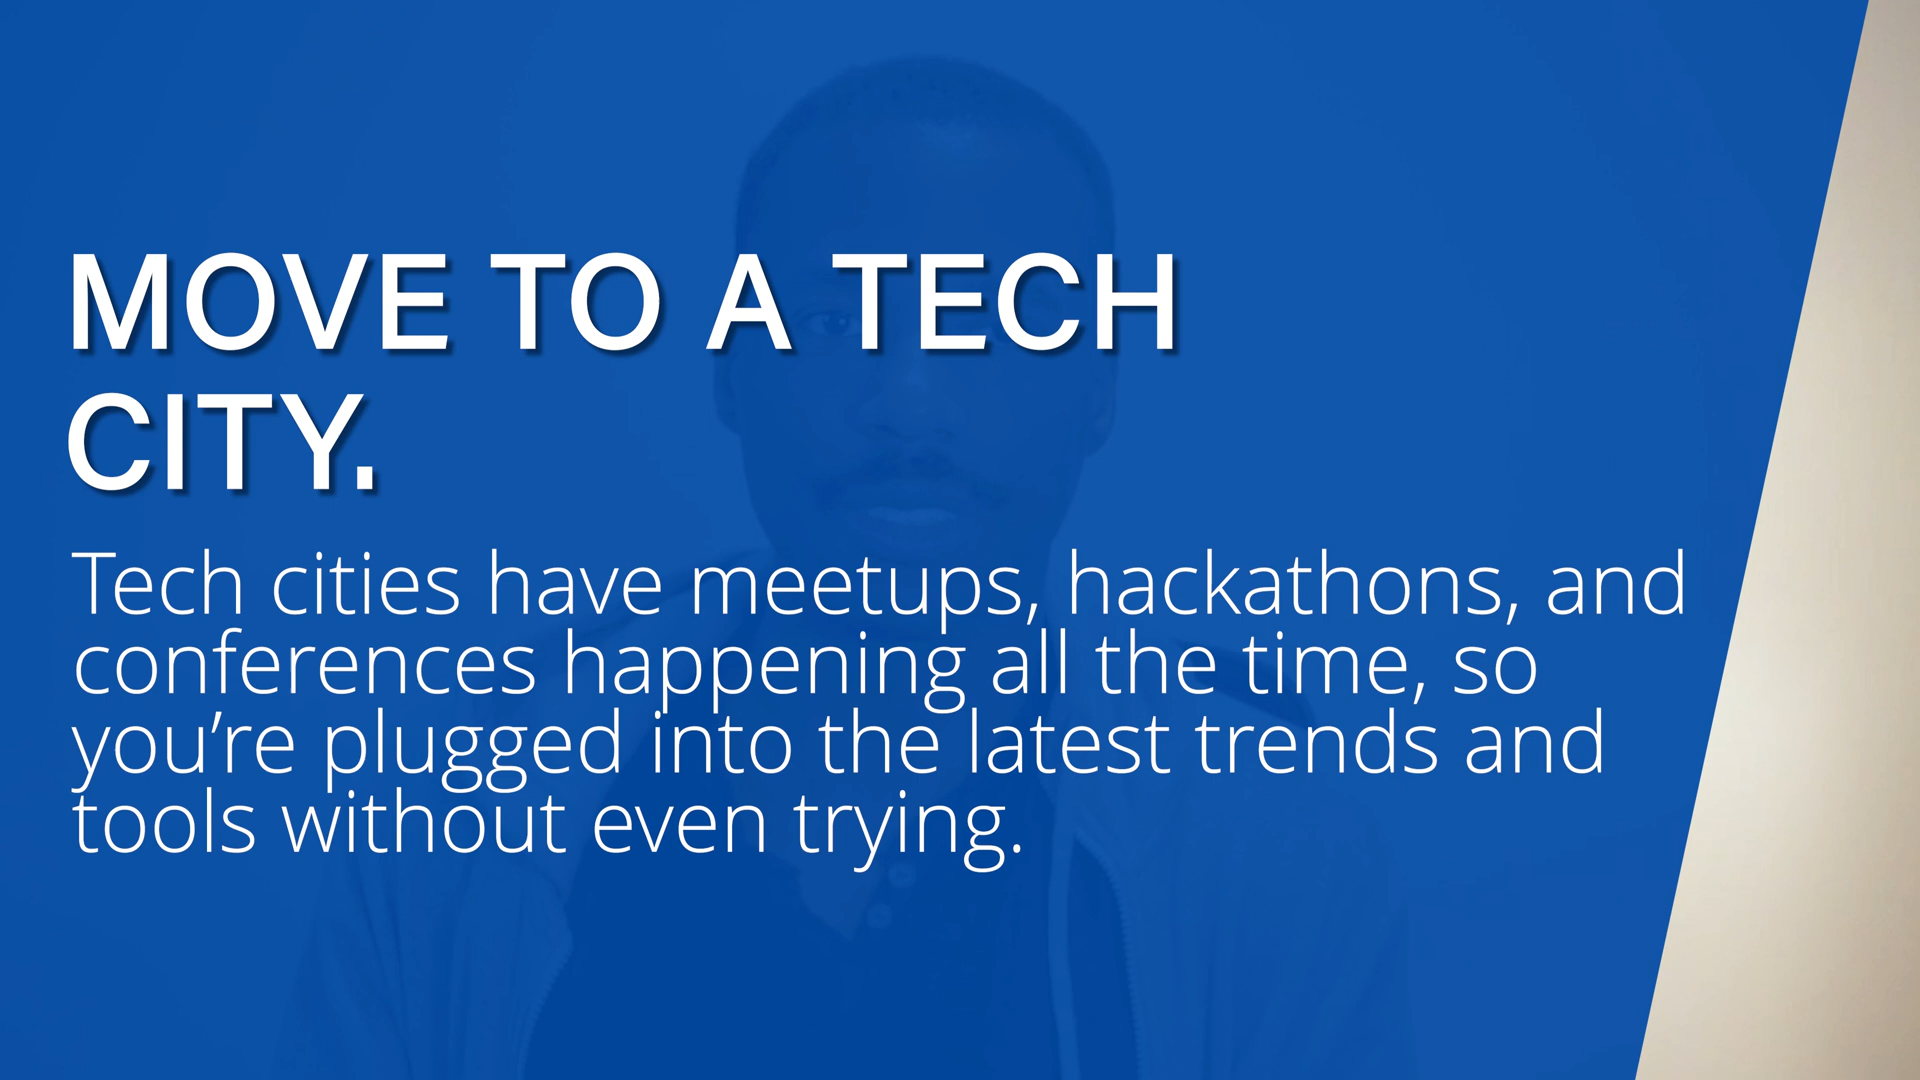 MOVE TO A TECH
CITY.
Tech cities have meetups, hackathons, and
conferences happening all the time, so
you’re plugged into the latest trends and
tools without even trying.